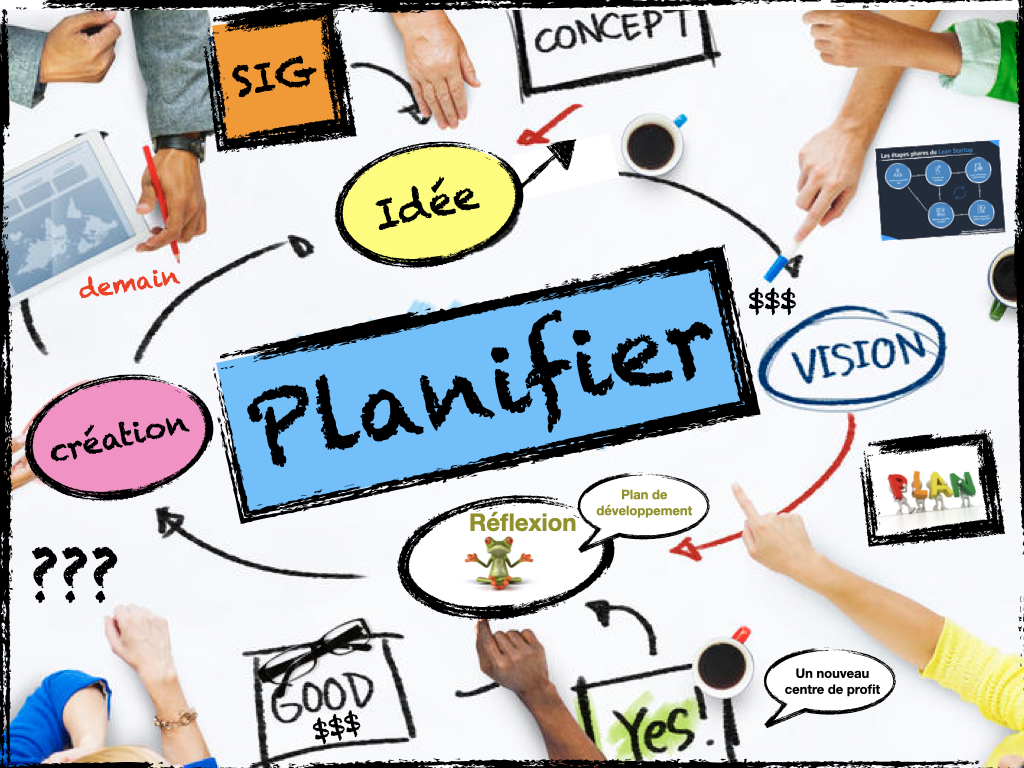 CONCEPT
SIG
Idée
Les étapes phares du Lean Startup
demain
$$$
Planifier
VISION
création
PLAN
Réflexion
Plan de
développement
???
GOOD
$$$
Yes!
Un nouveau
centre de profit